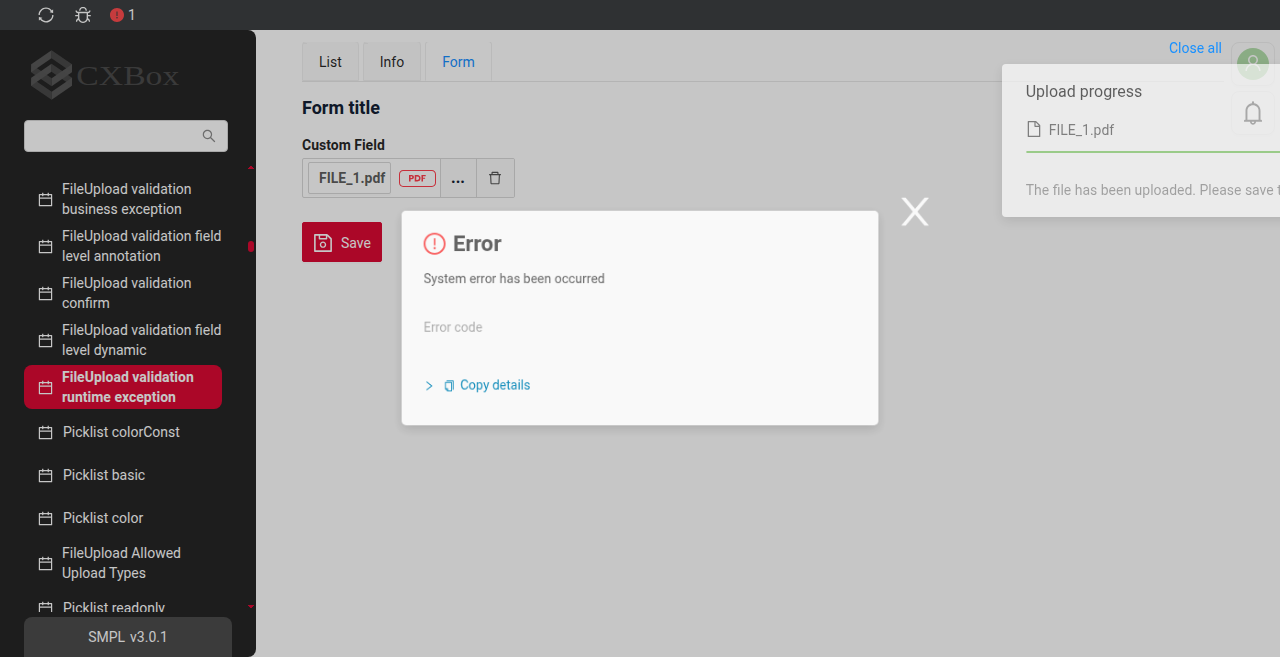 1
CXBox
FileUpload validation
business exception
FileUpload validation field
level annotation
FileUpload validation
confirm
FileUpload validation field
level dynamic
FileUpload validation
runtime exception
Picklist colorConst
Picklist basic
Picklist color
FileUpload Allowed
Upload Types
Picklist readonly
SMPL v3.0.1
List
Info
Form
Form title
Custom Field
FILE_1.pdf
PDF
...
Save
Error
System error has been occurred
Error code
Copy details
Close all
Upload progress
FILE_1.pdf
The file has been uploaded. Please save